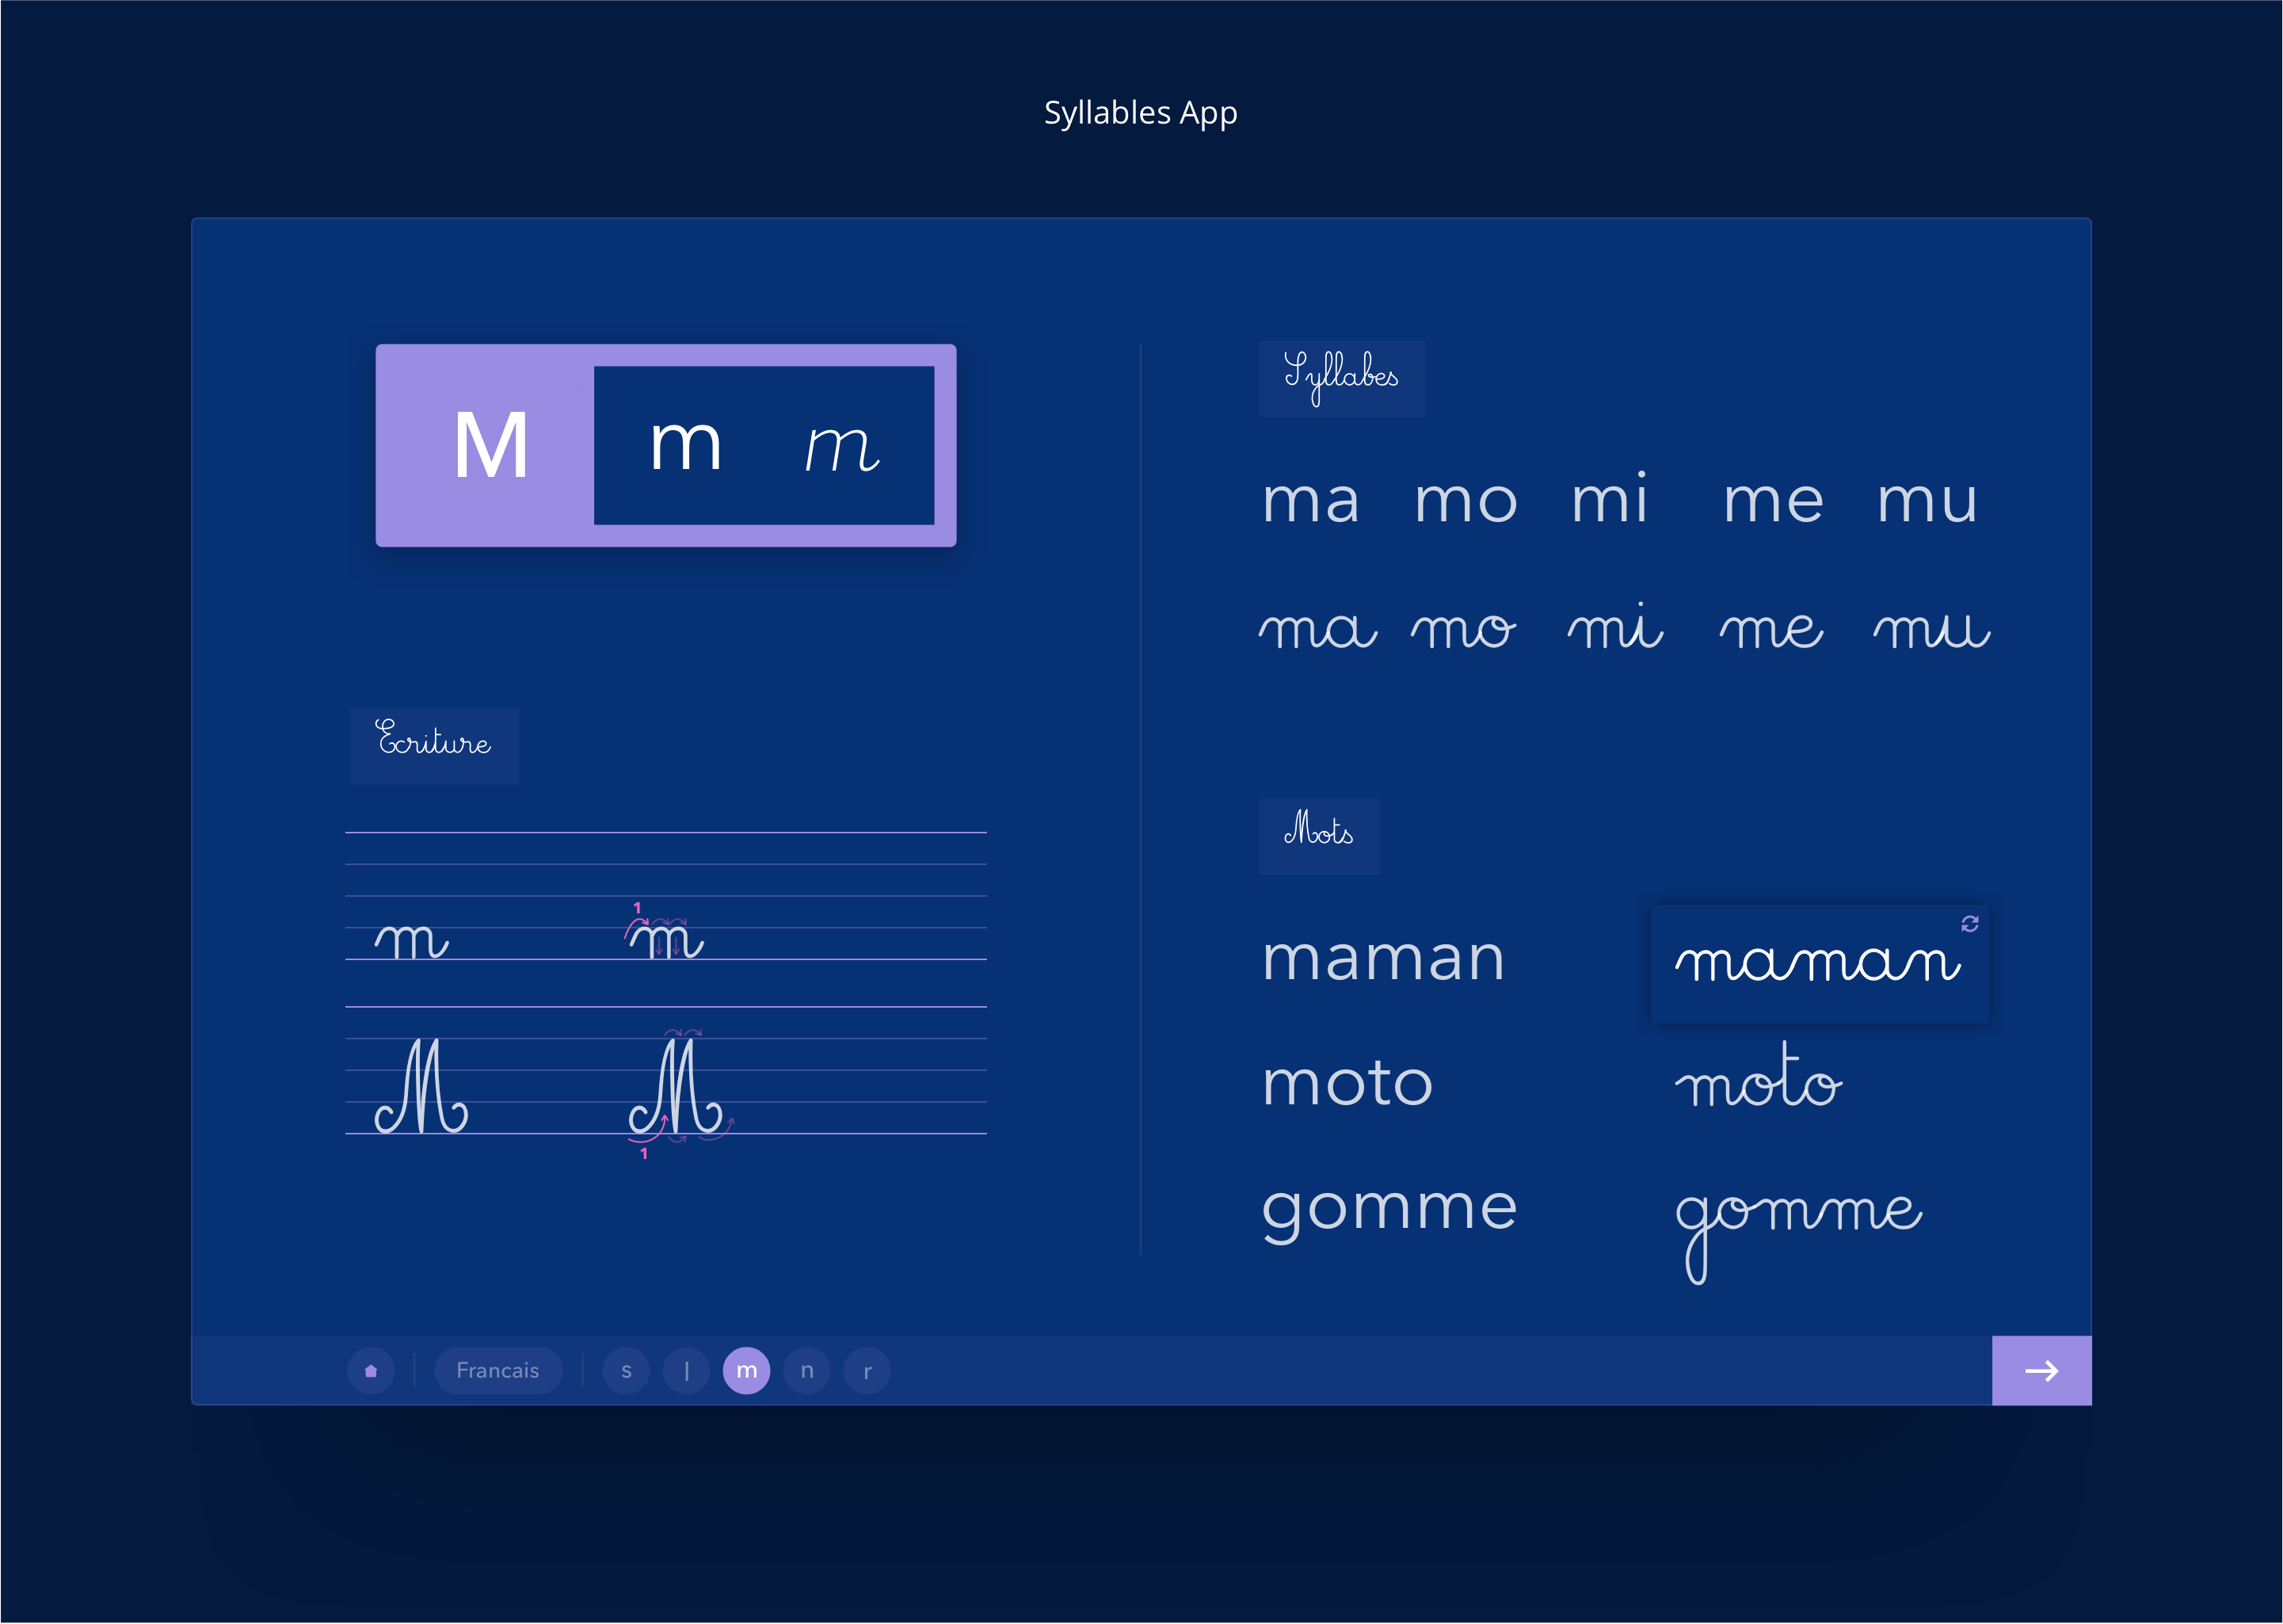 Syllables App
M m m
Ecriture
m m
1
M M
1
Syllabes
ma mo mi me mu
ma mo mi me mu
Mots
maman maman
moto moto
gomme gomme
Francais s l m n r